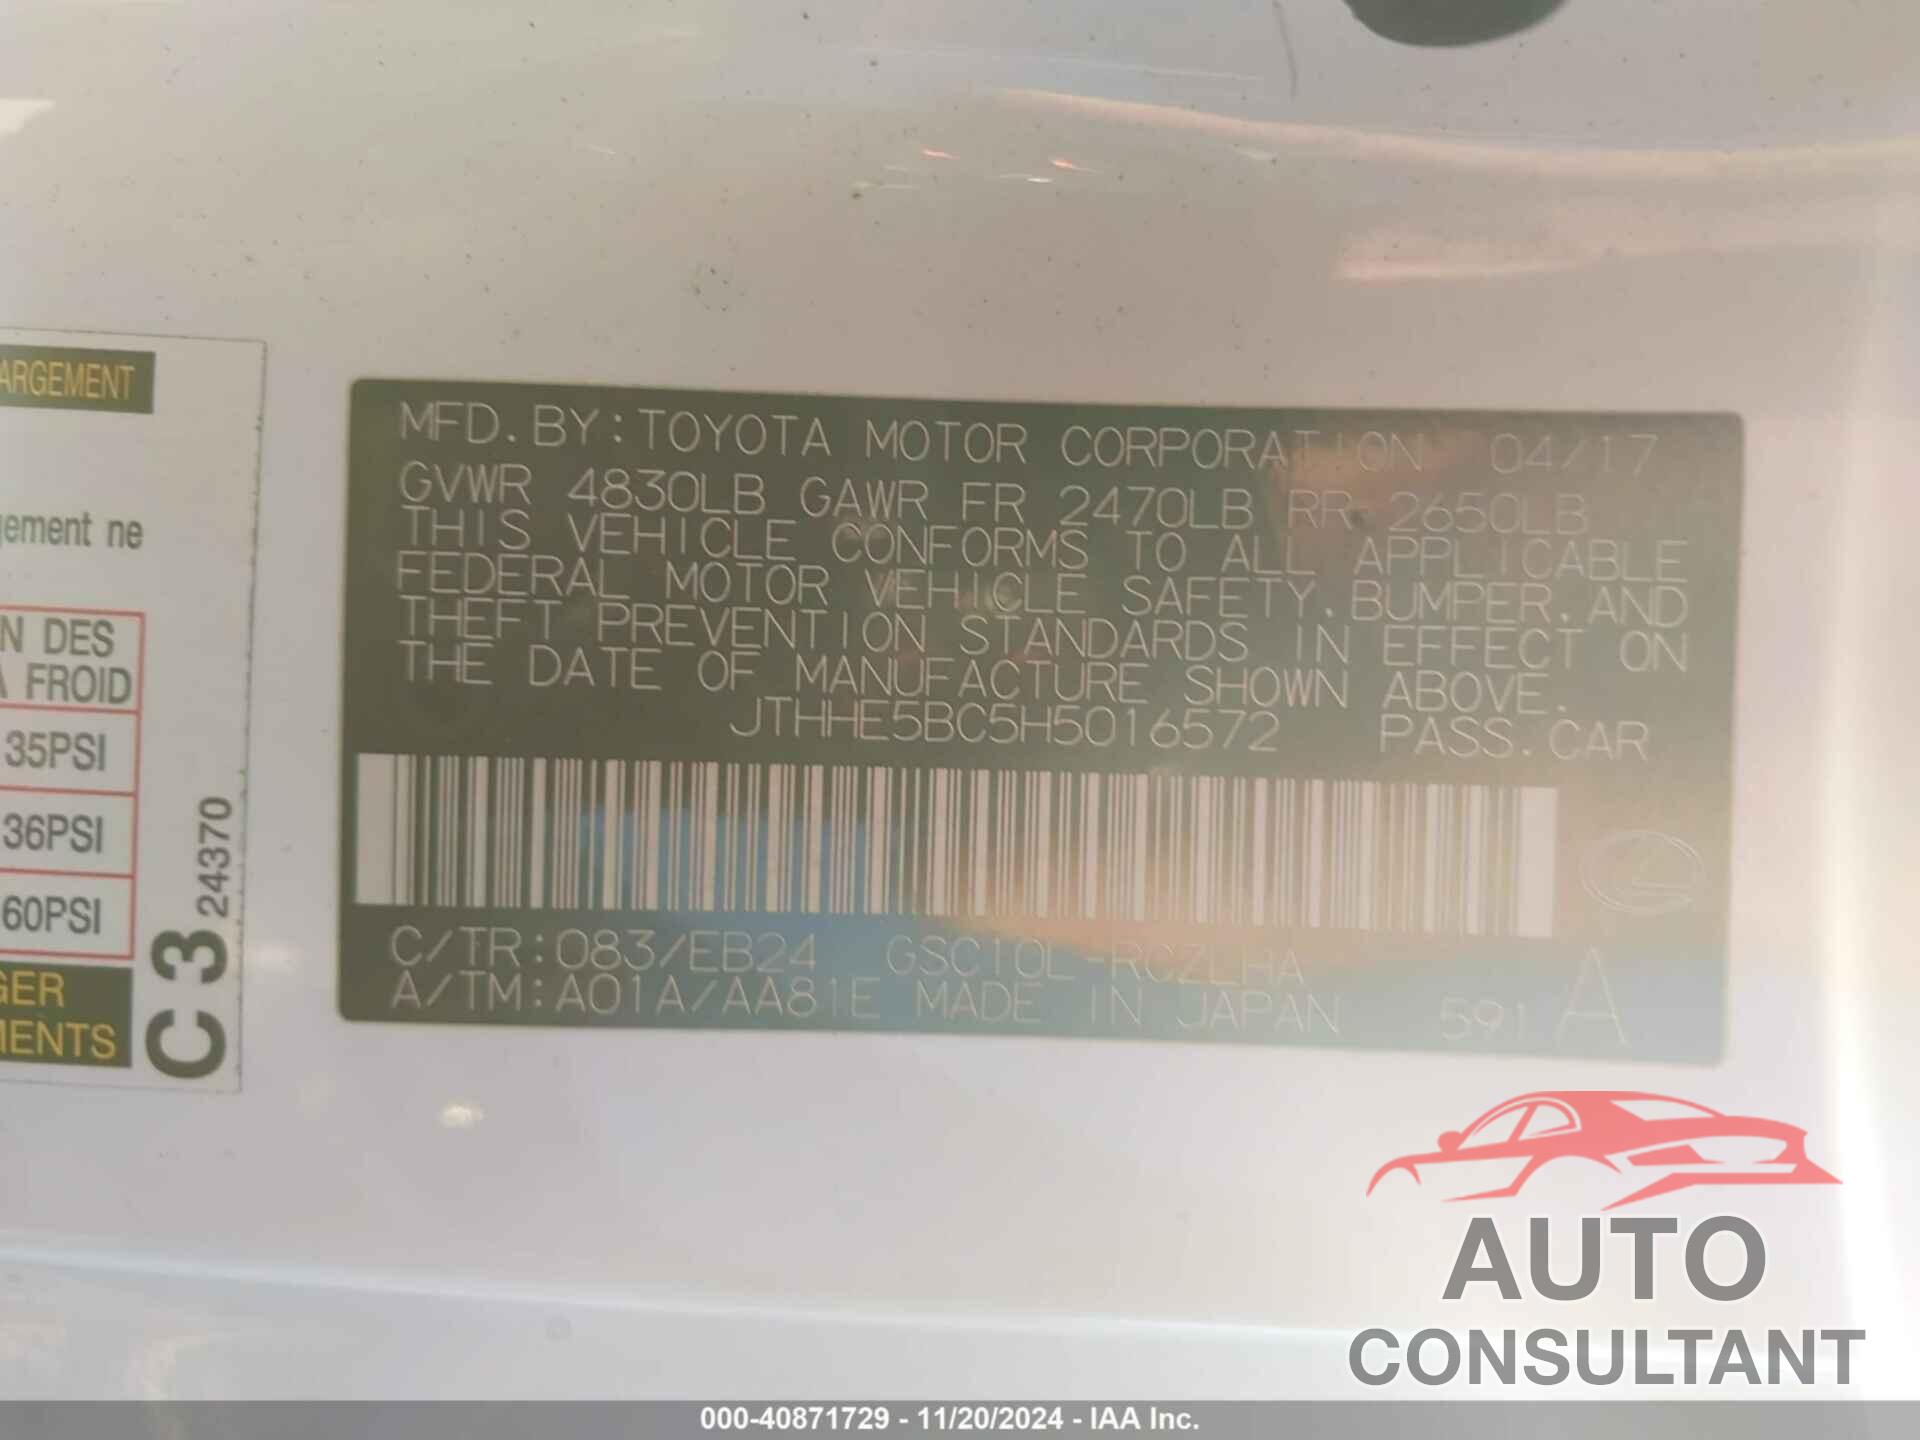 ARGEMENT
gement ne
N DES
A FROID
35PSI
36PSI
60PSI
GER
MENTS
C3 24370
MFD. BY: TOYOTA MOTOR CORPORATION 04/17
GVWR 4830LB GAWR FR 2470LB RR 2650LB
THIS VEHICLE CONFORMS TO ALL APPLICABLE
FEDERAL MOTOR VEHICLE SAFETY, BUMPER, AND
THEFT PREVENTION STANDARDS IN EFFECT ON
THE DATE OF MANUFACTURE SHOWN ABOVE.
JTHHE5BC5H5016572 PASS. CAR
C/TR: 083/EB24 GSC10L-RCZLHA
A/TM: A01A/AA81E MADE IN JAPAN 591 A
AUTO
CONSULTANT
000-40871729 - 11/20/2024 - IAA Inc.